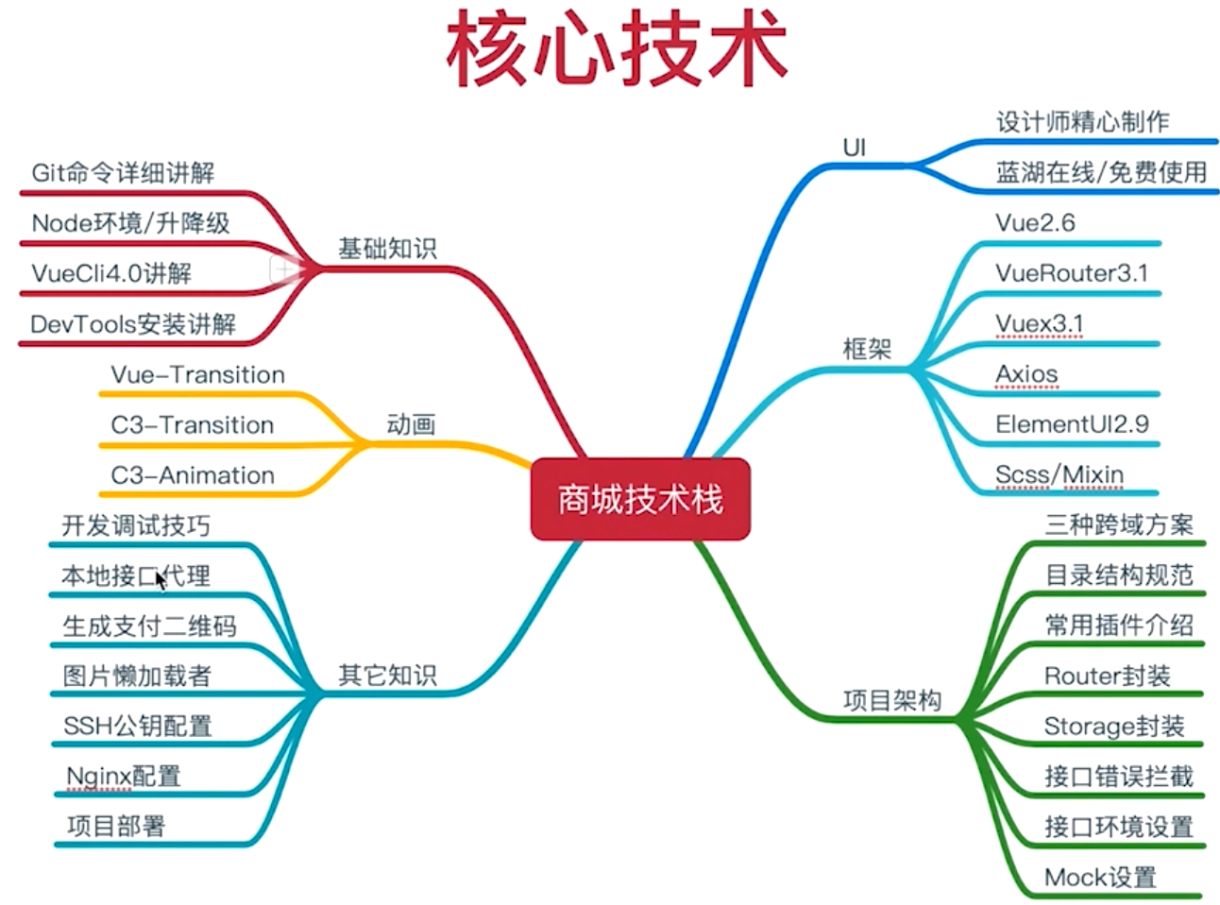 核心技术
基础知识
Git命令详细讲解
Node环境/升降级
VueCli4.0讲解
DevTools安装讲解
动画
Vue-Transition
C3-Transition
C3-Animation
其它知识
开发调试技巧
本地接口代理
生成支付二维码
图片懒加载者
SSH公钥配置
Nginx配置
项目部署
商城技术栈
UI
设计师精心制作
蓝湖在线/免费使用
框架
Vue2.6
VueRouter3.1
Vuex3.1
Axios
ElementUI2.9
Scss/Mixin
项目架构
三种跨域方案
目录结构规范
常用插件介绍
Router封装
Storage封装
接口错误拦截
接口环境设置
Mock设置